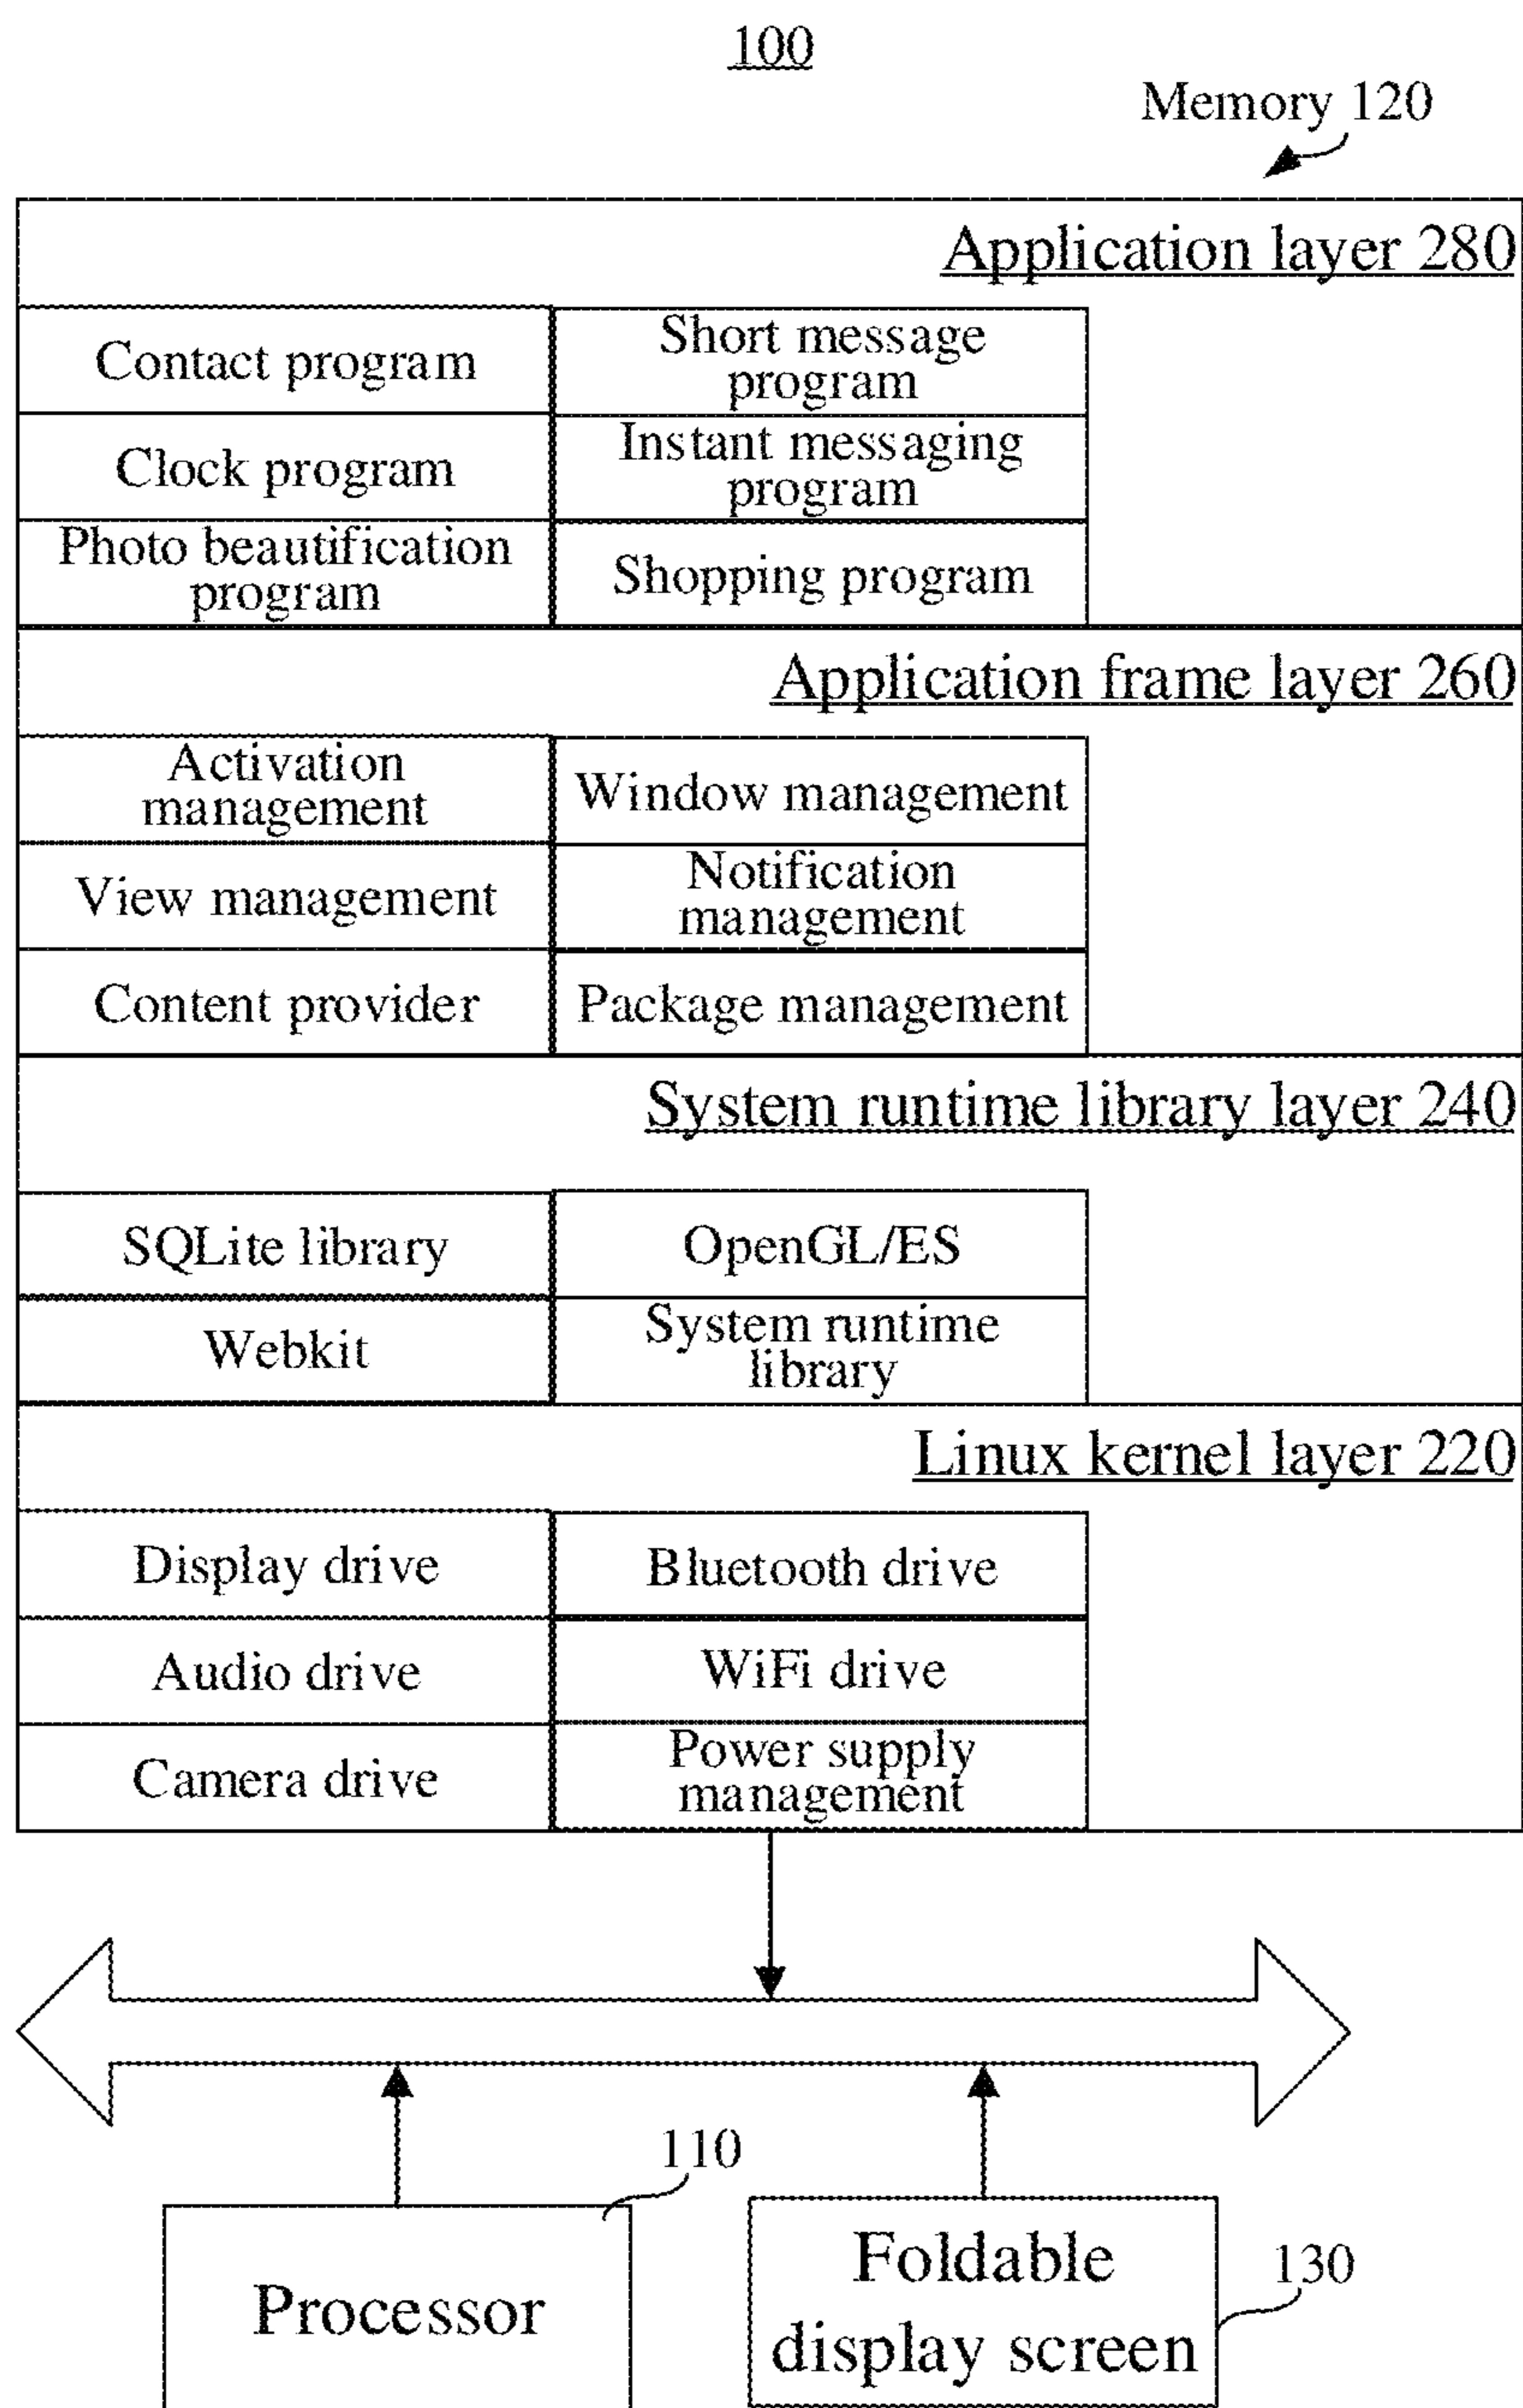 100
Memory 120
Application layer 280
Contact program
Short message
program
Clock program
Instant messaging
program
Photo beautification
program
Shopping program
Application frame layer 260
Activation
management
Window management
View management
Notification
management
Content provider
Package management
System runtime library layer 240
SQLite library
OpenGL/ES
Webkit
System runtime
library
Linux kernel layer 220
Display drive
Bluetooth drive
Audio drive
WiFi drive
Camera drive
Power supply
management
110
Processor
Foldable
display screen
130